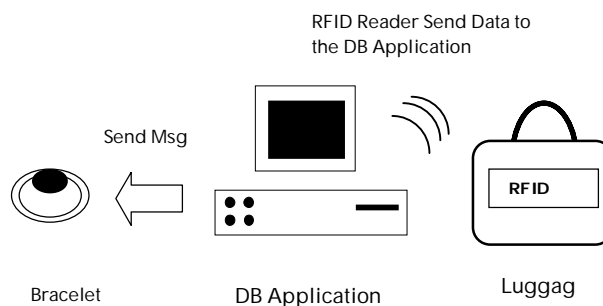 RFID Reader Send Data to
the DB Application
Send Msg
RFID
Bracelet
DB Application
Luggag